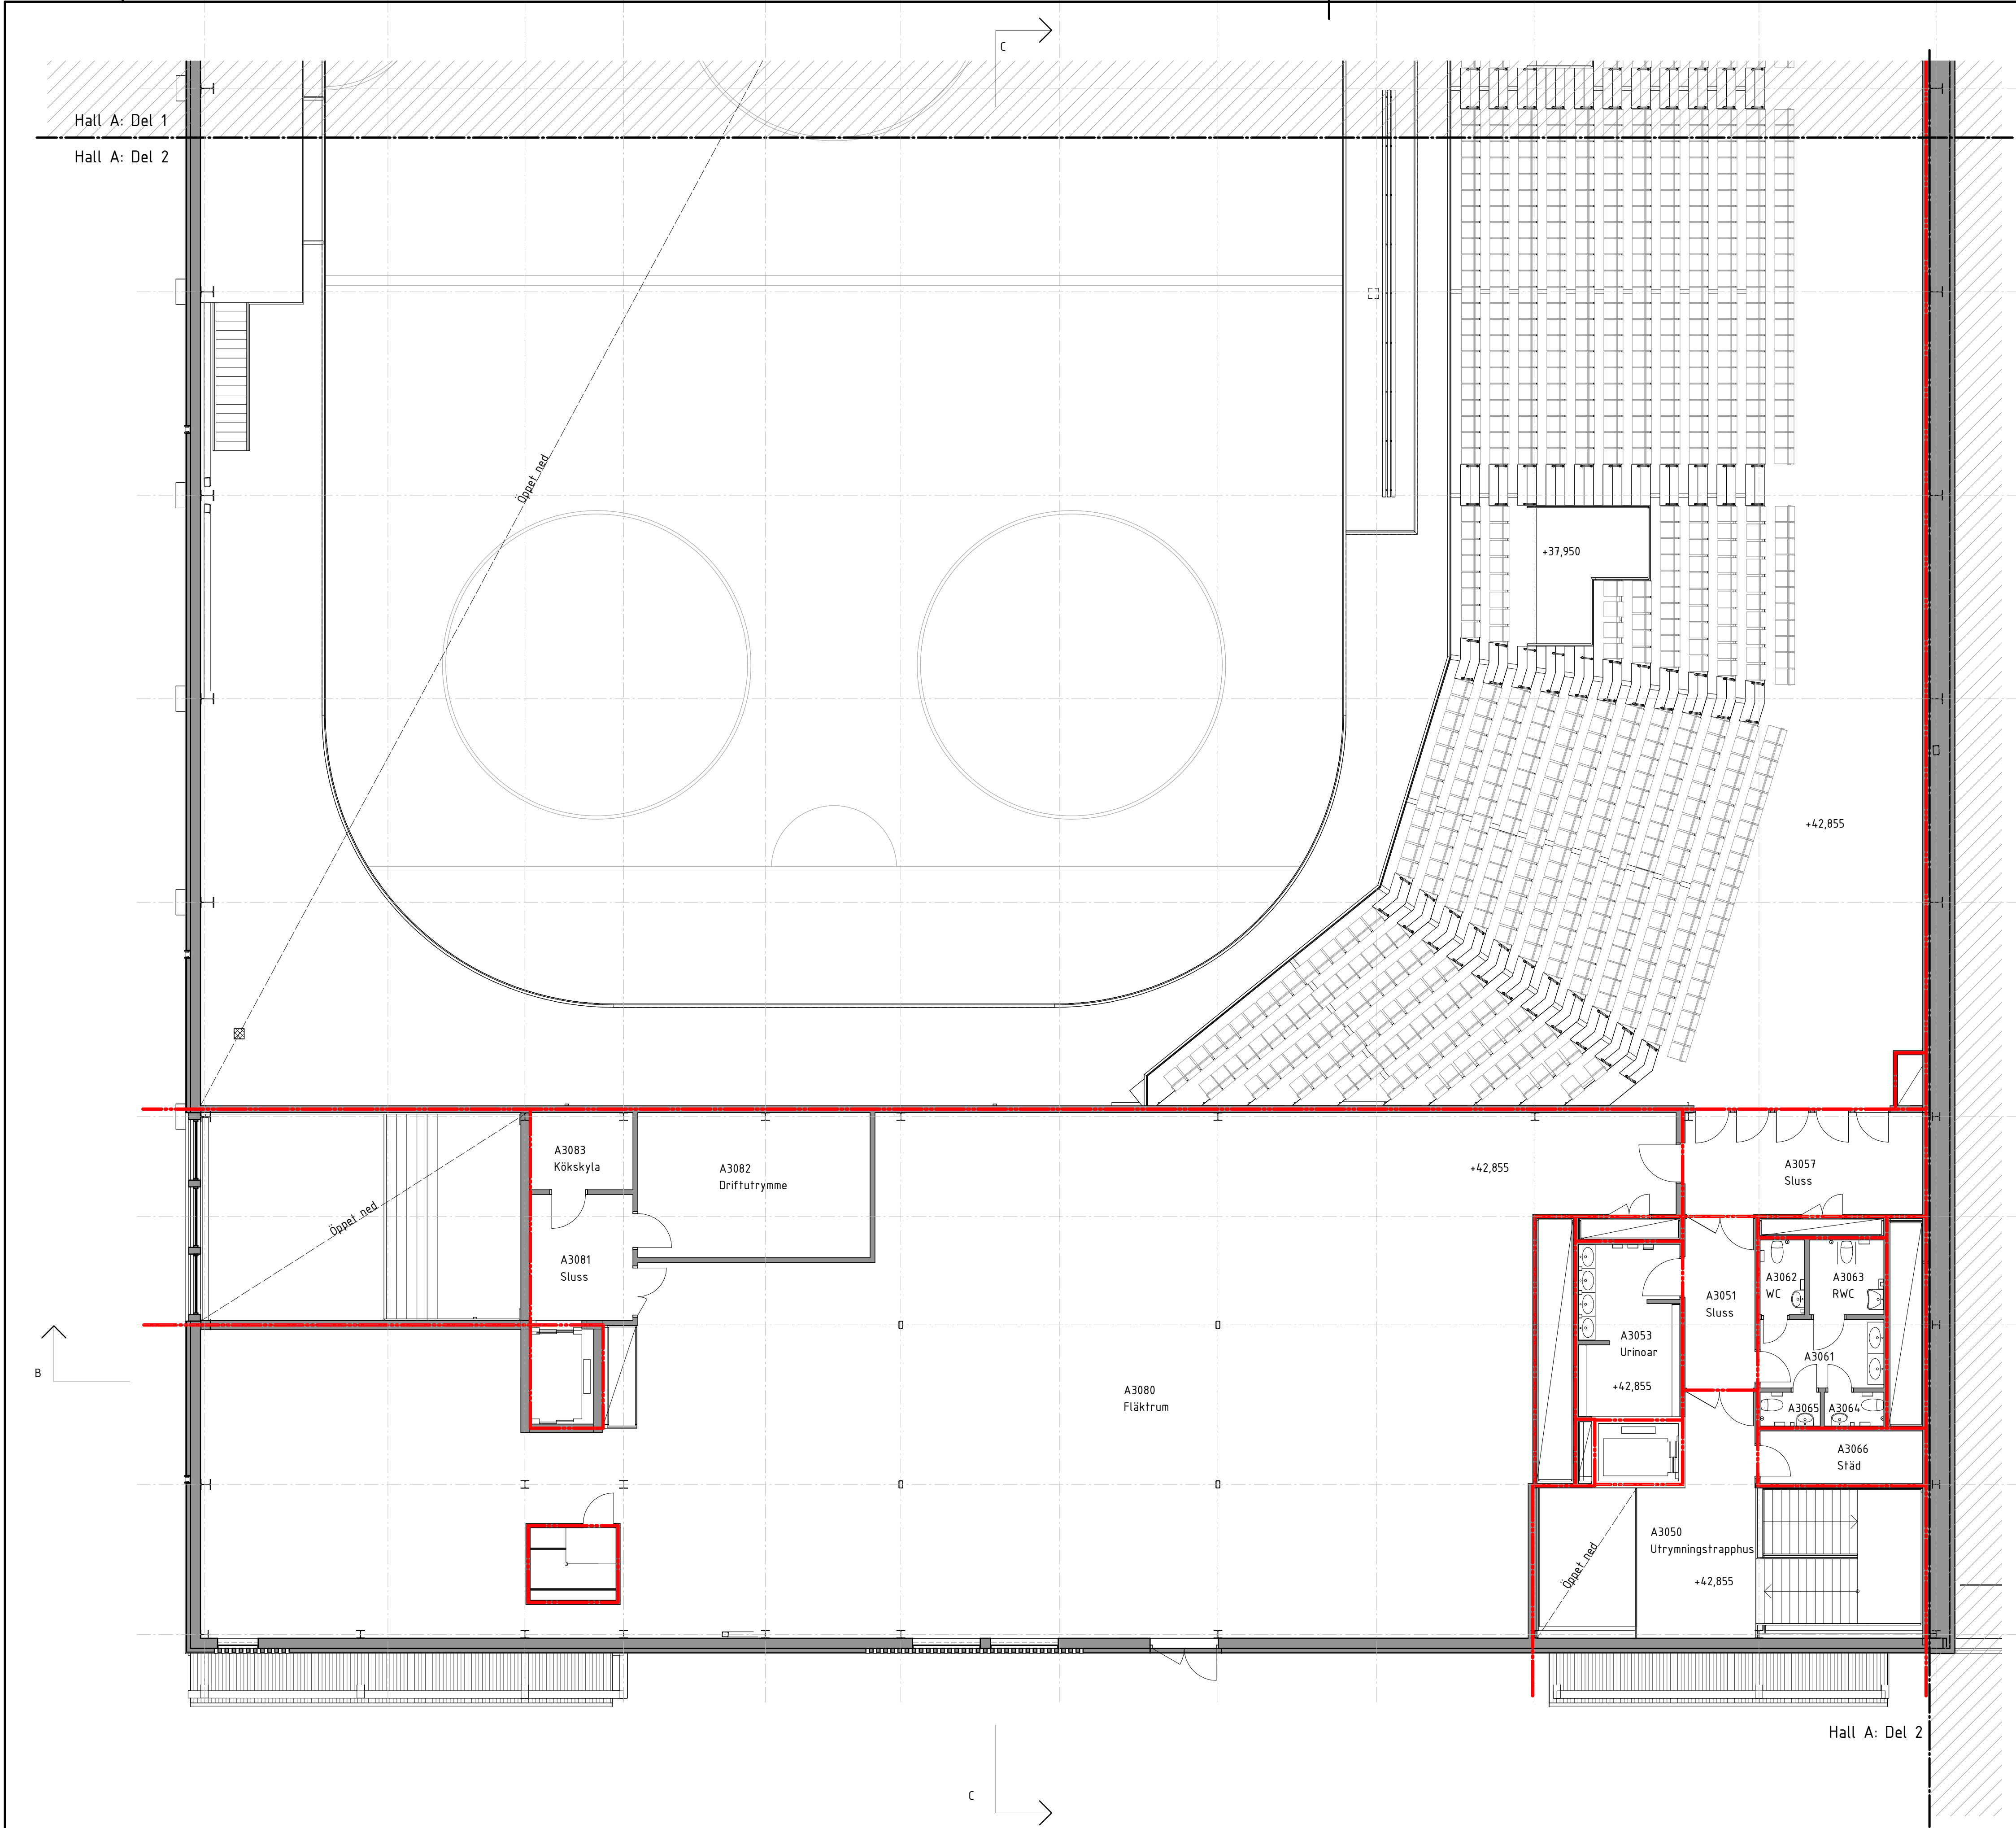 C
Hall A: Del 1
Hall A: Del 2
Öppet ned
+37,950
+42,855
A3083
Kökskyla
A3082
Driftutrymme
+42,855
A3057
Sluss
Öppet ned
A3081
Sluss
A3062
WC
A3063
RWC
A3051
Sluss
A3053
Urinoar
+42,855
A3061
B
A3080
Fläktrum
A3065
A3064
A3066
Städ
A3050
Utrymningstrapphus
+42,855
Öppet ned
Hall A: Del 2
C